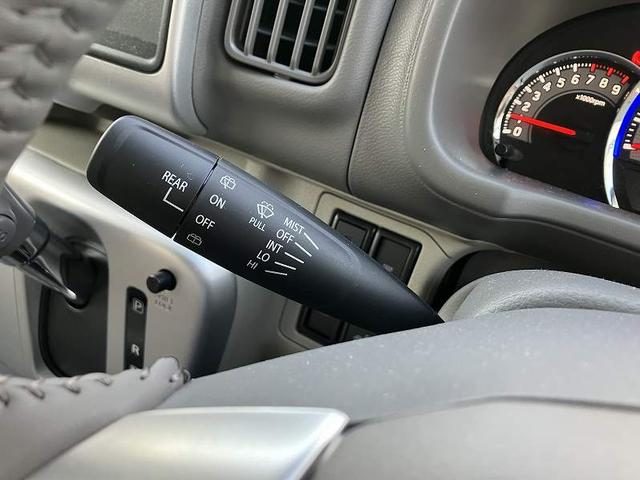 REAR
ON
OFF
PULL
MIST
OFF
INT
LO
HI
P
R
0 1 2 3 4 5 6 7 8 9
x1000rpm